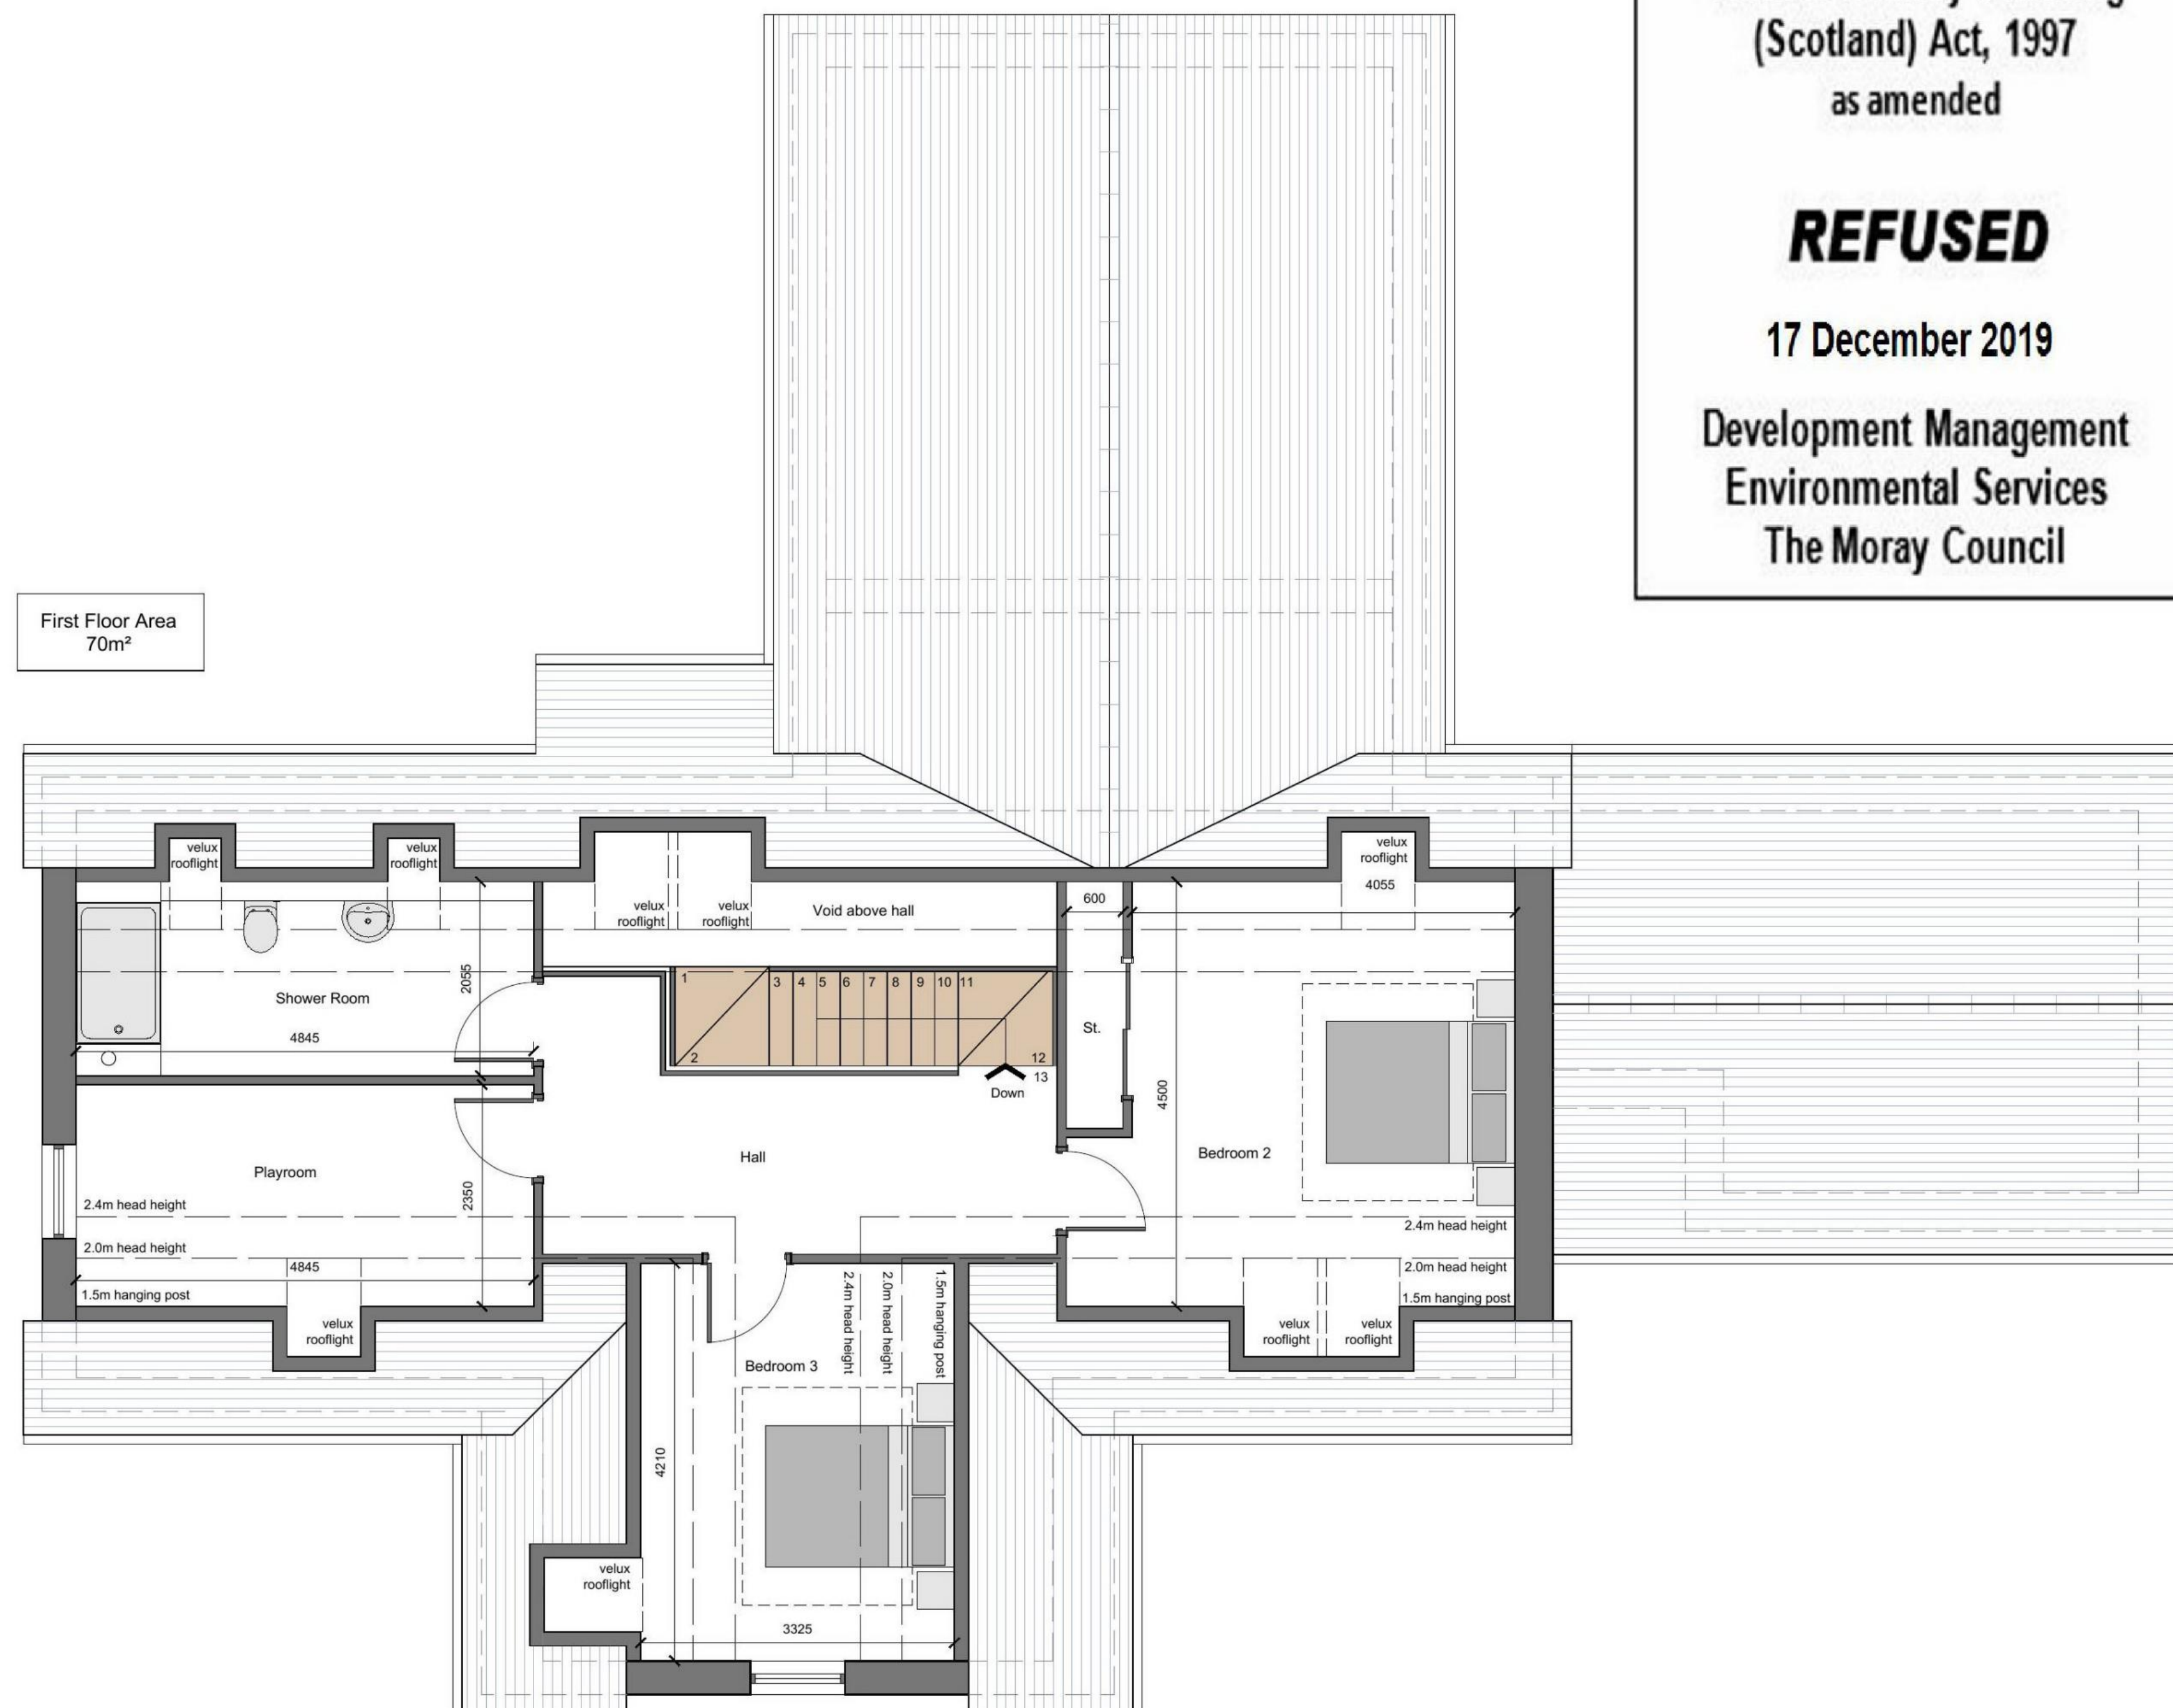 (Scotland) Act, 1997
as amended
REFUSED
17 December 2019
Development Management
Environmental Services
The Moray Council
First Floor Area
70m²
velux
rooflight
velux
rooflight
velux
rooflight
velux
rooflight
Void above hall
600
velux
rooflight
4055
Shower Room
2055
4845
1
2
3
4
5
6
7
8
9
10
11
12
13
Down
St.
4500
Bedroom 2
Hall
Playroom
2350
2.4m head height
2.0m head height
4845
1.5m hanging post
velux
rooflight
2.4m head height
2.0m head height
1.5m hanging post
velux
rooflight
velux
rooflight
2.4m head height
2.0m head height
1.5m hanging post
Bedroom 3
4210
velux
rooflight
3325